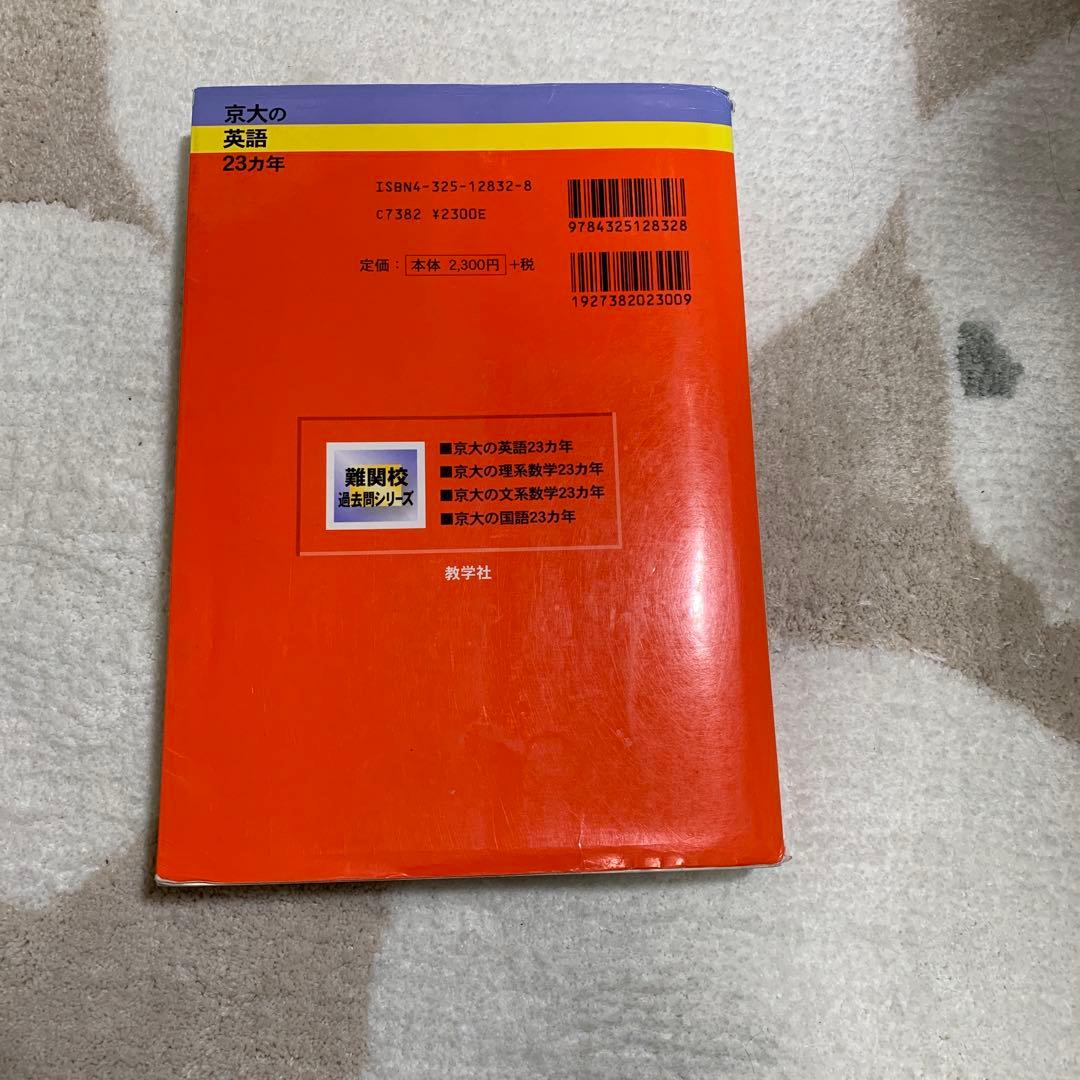 京大の
英語
23カ年
ISBN4-325-12832-8
C7382 ¥2300E
9784325128328
定価： 本体 2,300円 +税
1927382023009
難関校
過去問シリーズ
■京大の英語23カ年
■京大の理系数学23カ年
■京大の文系数学23カ年
■京大の国語23カ年
教学社